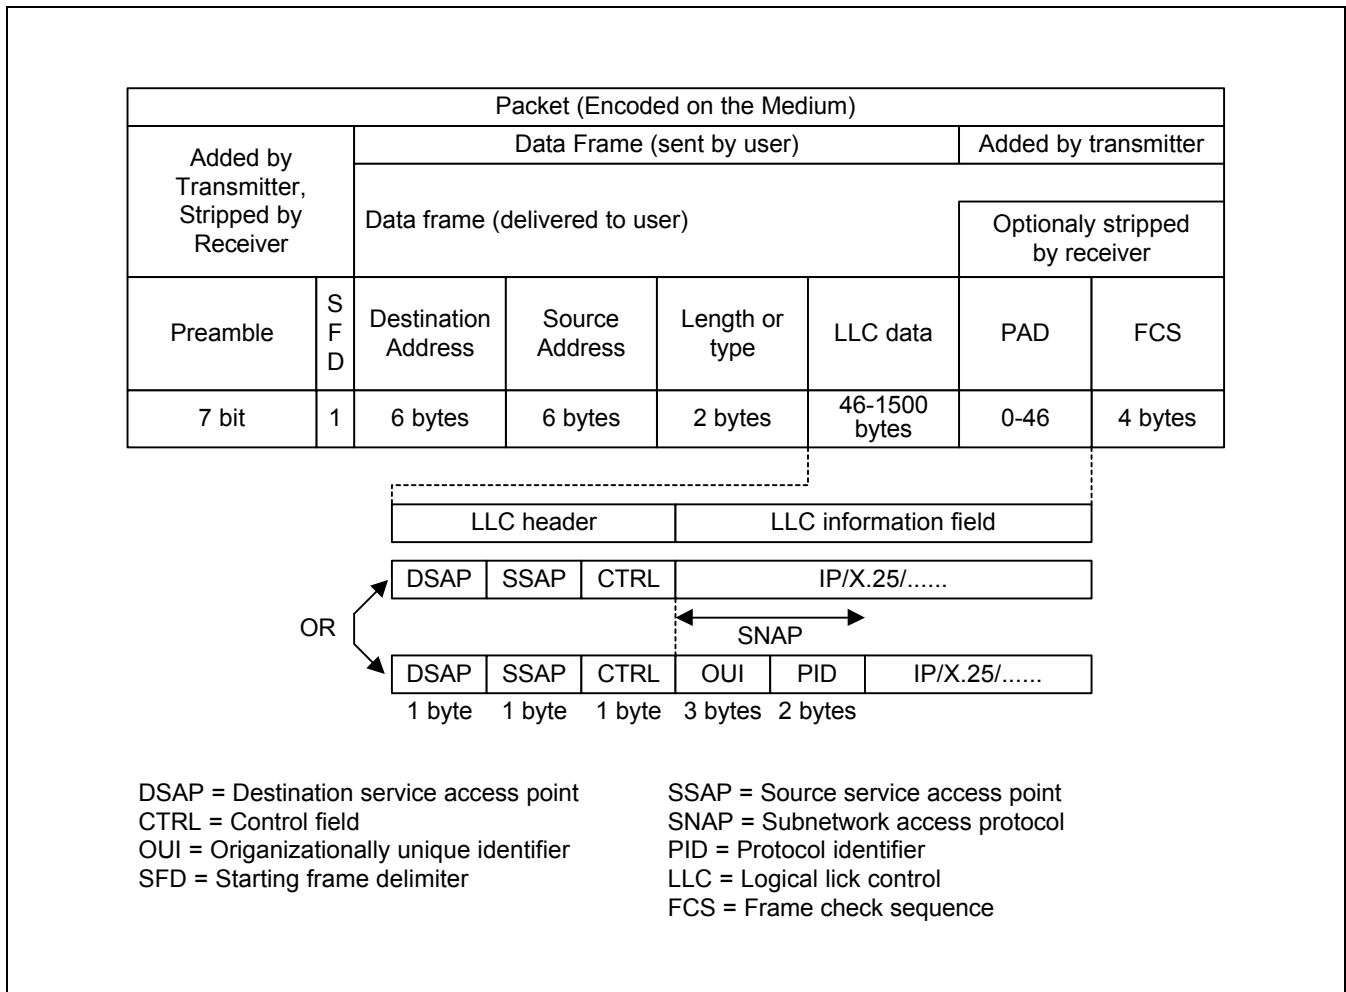 Packet (Encoded on the Medium)
Added by
Transmitter,
Stripped by
Receiver
Data Frame (sent by user)
Added by transmitter
Data frame (delivered to user)
Optionaly stripped
by receiver
Preamble
S
F
D
Destination
Address
Source
Address
Length or
type
LLC data
PAD
FCS
7 bit
1
6 bytes
6 bytes
2 bytes
46-1500
bytes
0-46
4 bytes
LLC header
LLC information field
DSAP
SSAP
CTRL
IP/X.25/......
OR
SNAP
DSAP
SSAP
CTRL
OUI
PID
IP/X.25/......
1 byte
1 byte
1 byte
3 bytes
2 bytes
DSAP = Destination service access point
CTRL = Control field
OUI = Origanizationally unique identifier
SFD = Starting frame delimiter
SSAP = Source service access point
SNAP = Subnetwork access protocol
PID = Protocol identifier
LLC = Logical lick control
FCS = Frame check sequence